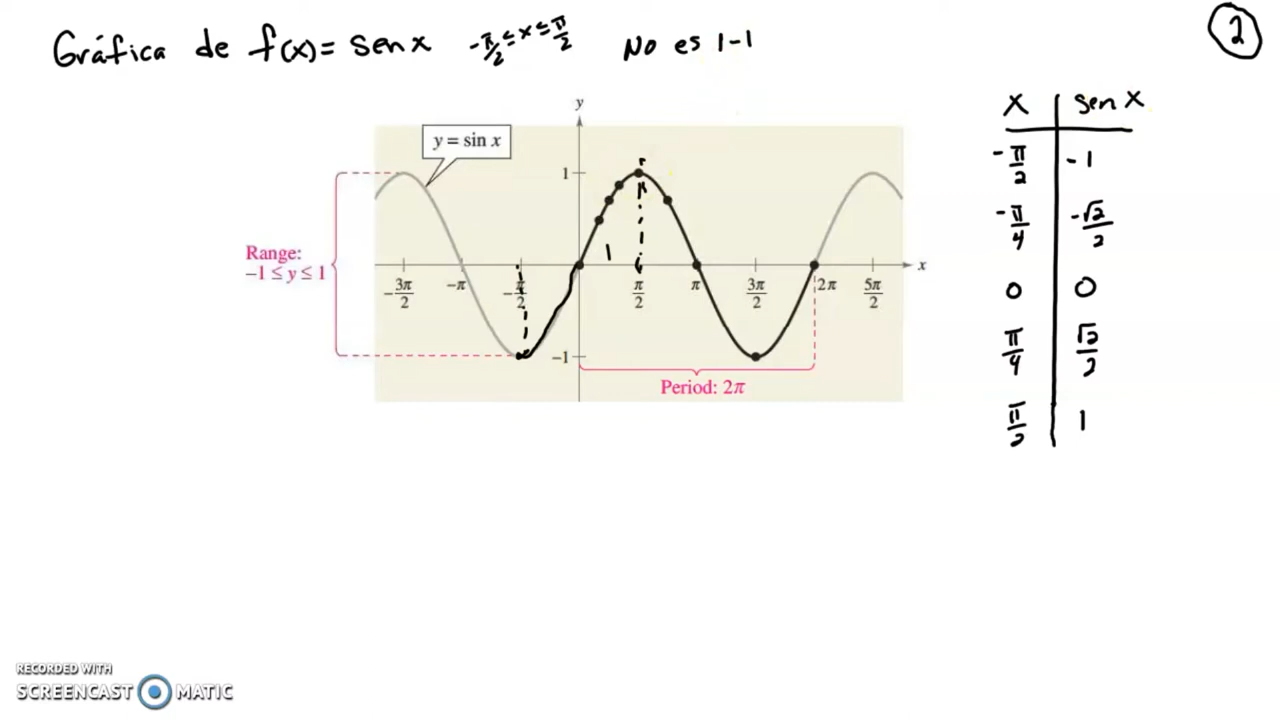 Gráfica de f(x) = sen x  -π/2 ≤ x ≤ π/2  No es 1-1
2
y
y = sin x
1
Range:
−1 ≤ y ≤ 1
1
x
−3π/2  −π  −π/2  π/2  π  3π/2  2π  5π/2
−1
Period: 2π
x | sen x
-π/2 | -1
-π/4 | -√2/2
0 | 0
π/4 | √2/2
π/2 | 1
RECORDED WITH
SCREENCAST MATIC